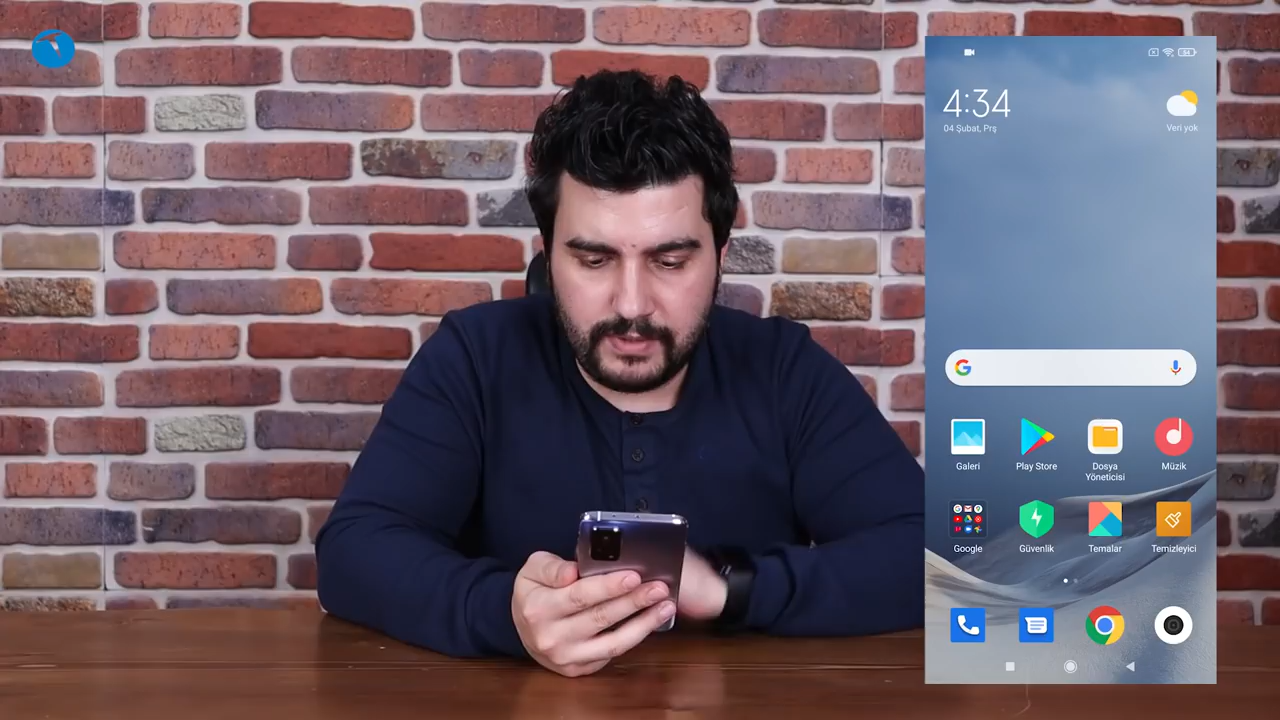 4:34
04 Şubat, Prş
Veri yok
Galeri
Play Store
Dosya
Yöneticisi
Müzik
Google
Güvenlik
Temalar
Temizleyici